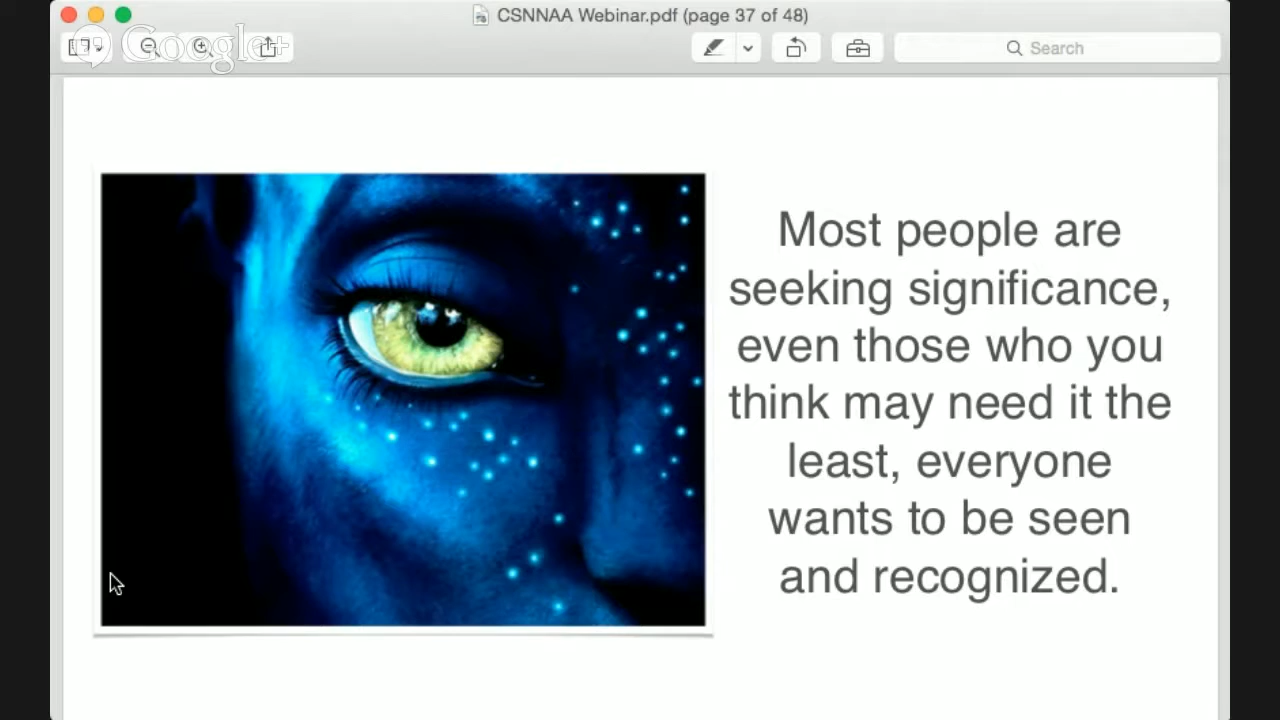 CSNNAA Webinar.pdf (page 37 of 48)
Google+
Search
Most people are
seeking significance,
even those who you
think may need it the
least, everyone
wants to be seen
and recognized.